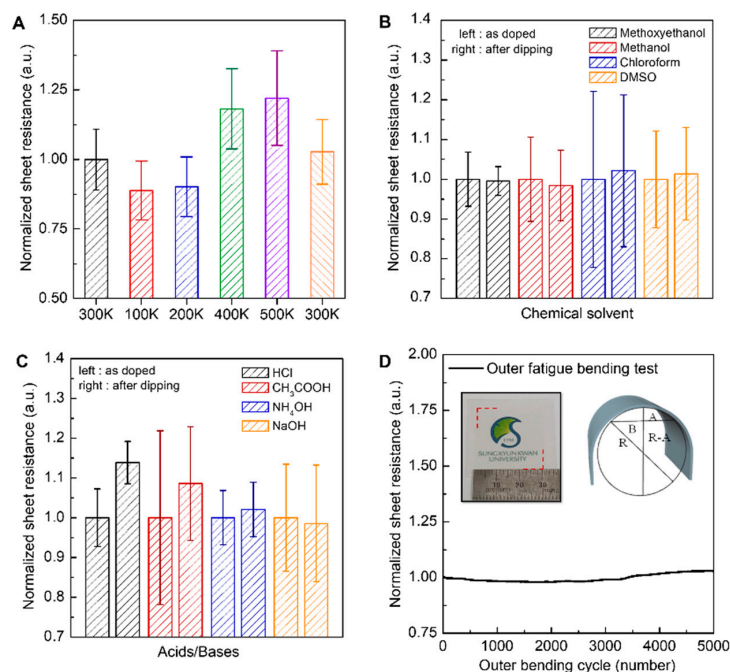 A
Normalized sheet resistance (a.u.)
1.50
1.25
1.00
0.75
0.50
300K 100K 200K 400K 500K 300K
B
Normalized sheet resistance (a.u.)
1.4
1.3
1.2
1.1
1.0
0.9
0.8
0.7
left : as doped
right : after dipping
Methoxyethanol
Methanol
Chloroform
DMSO
Chemical solvent
C
Normalized sheet resistance (a.u.)
1.4
1.3
1.2
1.1
1.0
0.9
0.8
0.7
left : as doped
right : after dipping
HCl
CH3COOH
NH4OH
NaOH
Acids/Bases
D
Normalized sheet resistance (a.u.)
2.00
1.75
1.50
1.25
1.00
0.75
Outer fatigue bending test
SUNGKYUNKWAN
UNIVERSITY
A
B
R
R-A
0 1000 2000 3000 4000 5000
Outer bending cycle (number)